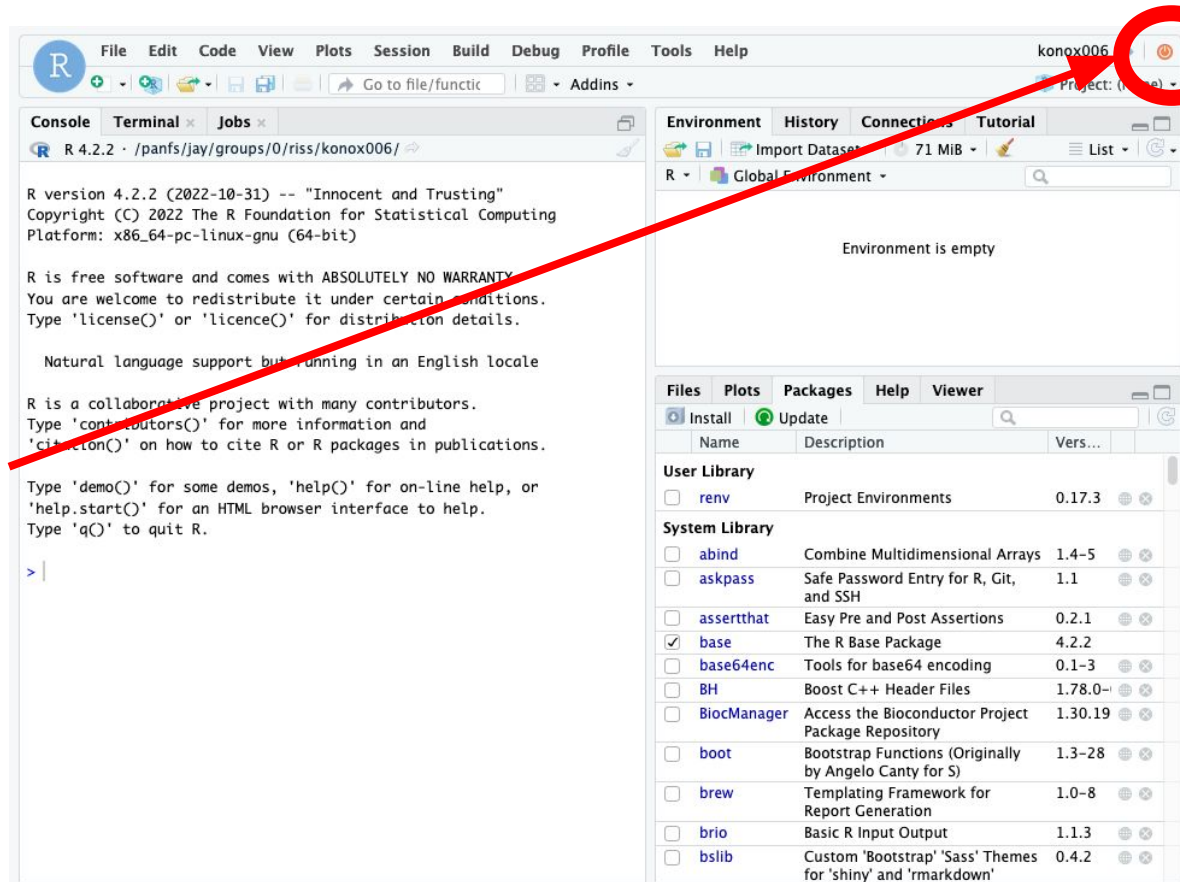 R
File Edit Code View Plots Session Build Debug Profile Tools Help konox006
Go to file/functic Addins Project:
Console Terminal Jobs
R R 4.2.2 · /panfs/jay/groups/0/riss/konox006/
R version 4.2.2 (2022-10-31) -- "Innocent and Trusting"
Copyright (C) 2022 The R Foundation for Statistical Computing
Platform: x86_64-pc-linux-gnu (64-bit)
R is free software and comes with ABSOLUTELY NO WARRANTY
You are welcome to redistribute it under certain conditions.
Type 'license()' or 'licence()' for distribution details.
Natural language support but running in an English locale
R is a collaborative project with many contributors.
Type 'contributors()' for more information and
'citation()' on how to cite R or R packages in publications.
Type 'demo()' for some demos, 'help()' for on-line help, or
'help.start()' for an HTML browser interface to help.
Type 'q()' to quit R.
>
Environment History Connections Tutorial
Import Dataset 71 MiB List
R Global Environment
Environment is empty
Files Plots Packages Help Viewer
Install Update
Name Description Vers...
User Library
renv Project Environments 0.17.3
System Library
abind Combine Multidimensional Arrays 1.4-5
askpass Safe Password Entry for R, Git, 1.1
and SSH
assertthat Easy Pre and Post Assertions 0.2.1
base The R Base Package 4.2.2
base64enc Tools for base64 encoding 0.1-3
BH Boost C++ Header Files 1.78.0-
BiocManager Access the Bioconductor Project 1.30.19
Package Repository
boot Bootstrap Functions (Originally 1.3-28
by Angelo Canty for S)
brew Templating Framework for 1.0-8
Report Generation
brio Basic R Input Output 1.1.3
bslib Custom 'Bootstrap' 'Sass' Themes 0.4.2
for 'shiny' and 'rmarkdown'